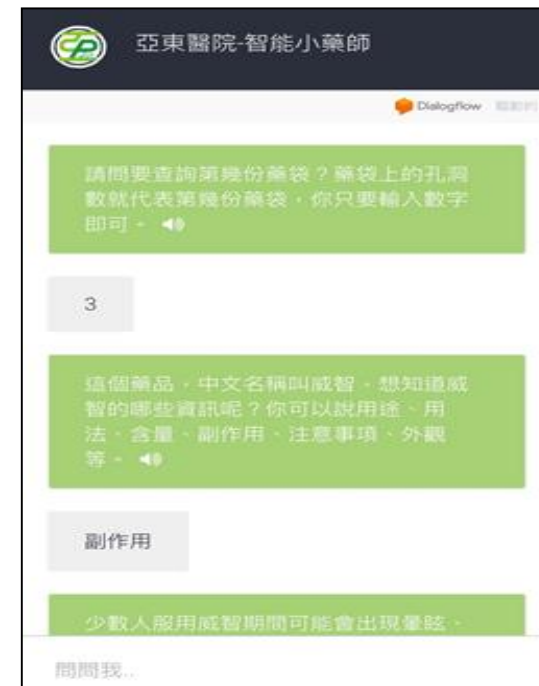 亞東醫院-智能小藥師
Dialogflow
請問要查詢第幾份藥袋？藥袋上的孔洞
數就代表第幾份藥袋，你只要輸入數字
即可。
3
這個藥品，中文名稱叫威智，想知道威
智的哪些資訊呢？你可以說用途、用
法、含量、副作用、注意事項、外觀
等。
副作用
少數人服用威智期間可能會出現暈眩、
問問我..